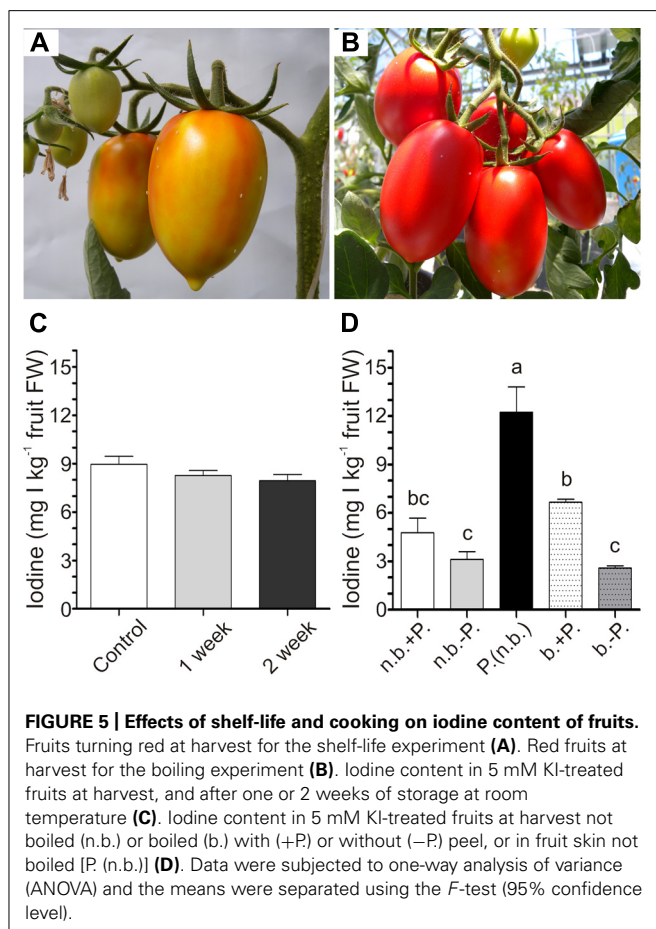 A
B
C
D
Iodine (mg I kg⁻¹ fruit FW)
15
12
9
6
3
0
Control
1 week
2 week
Iodine (mg I kg⁻¹ fruit FW)
15
12
9
6
3
0
bc
c
a
b
c
n.b.+P.
n.b.-P.
P.(n.b.)
b.+P.
b.-P.
FIGURE 5 | Effects of shelf-life and cooking on iodine content of fruits.
Fruits turning red at harvest for the shelf-life experiment (A). Red fruits at
harvest for the boiling experiment (B). Iodine content in 5 mM KI-treated
fruits at harvest, and after one or 2 weeks of storage at room
temperature (C). Iodine content in 5 mM KI-treated fruits at harvest not
boiled (n.b.) or boiled (b.) with (+P.) or without (−P.) peel, or in fruit skin not
boiled [P. (n.b.)] (D). Data were subjected to one-way analysis of variance
(ANOVA) and the means were separated using the F-test (95% confidence
level).